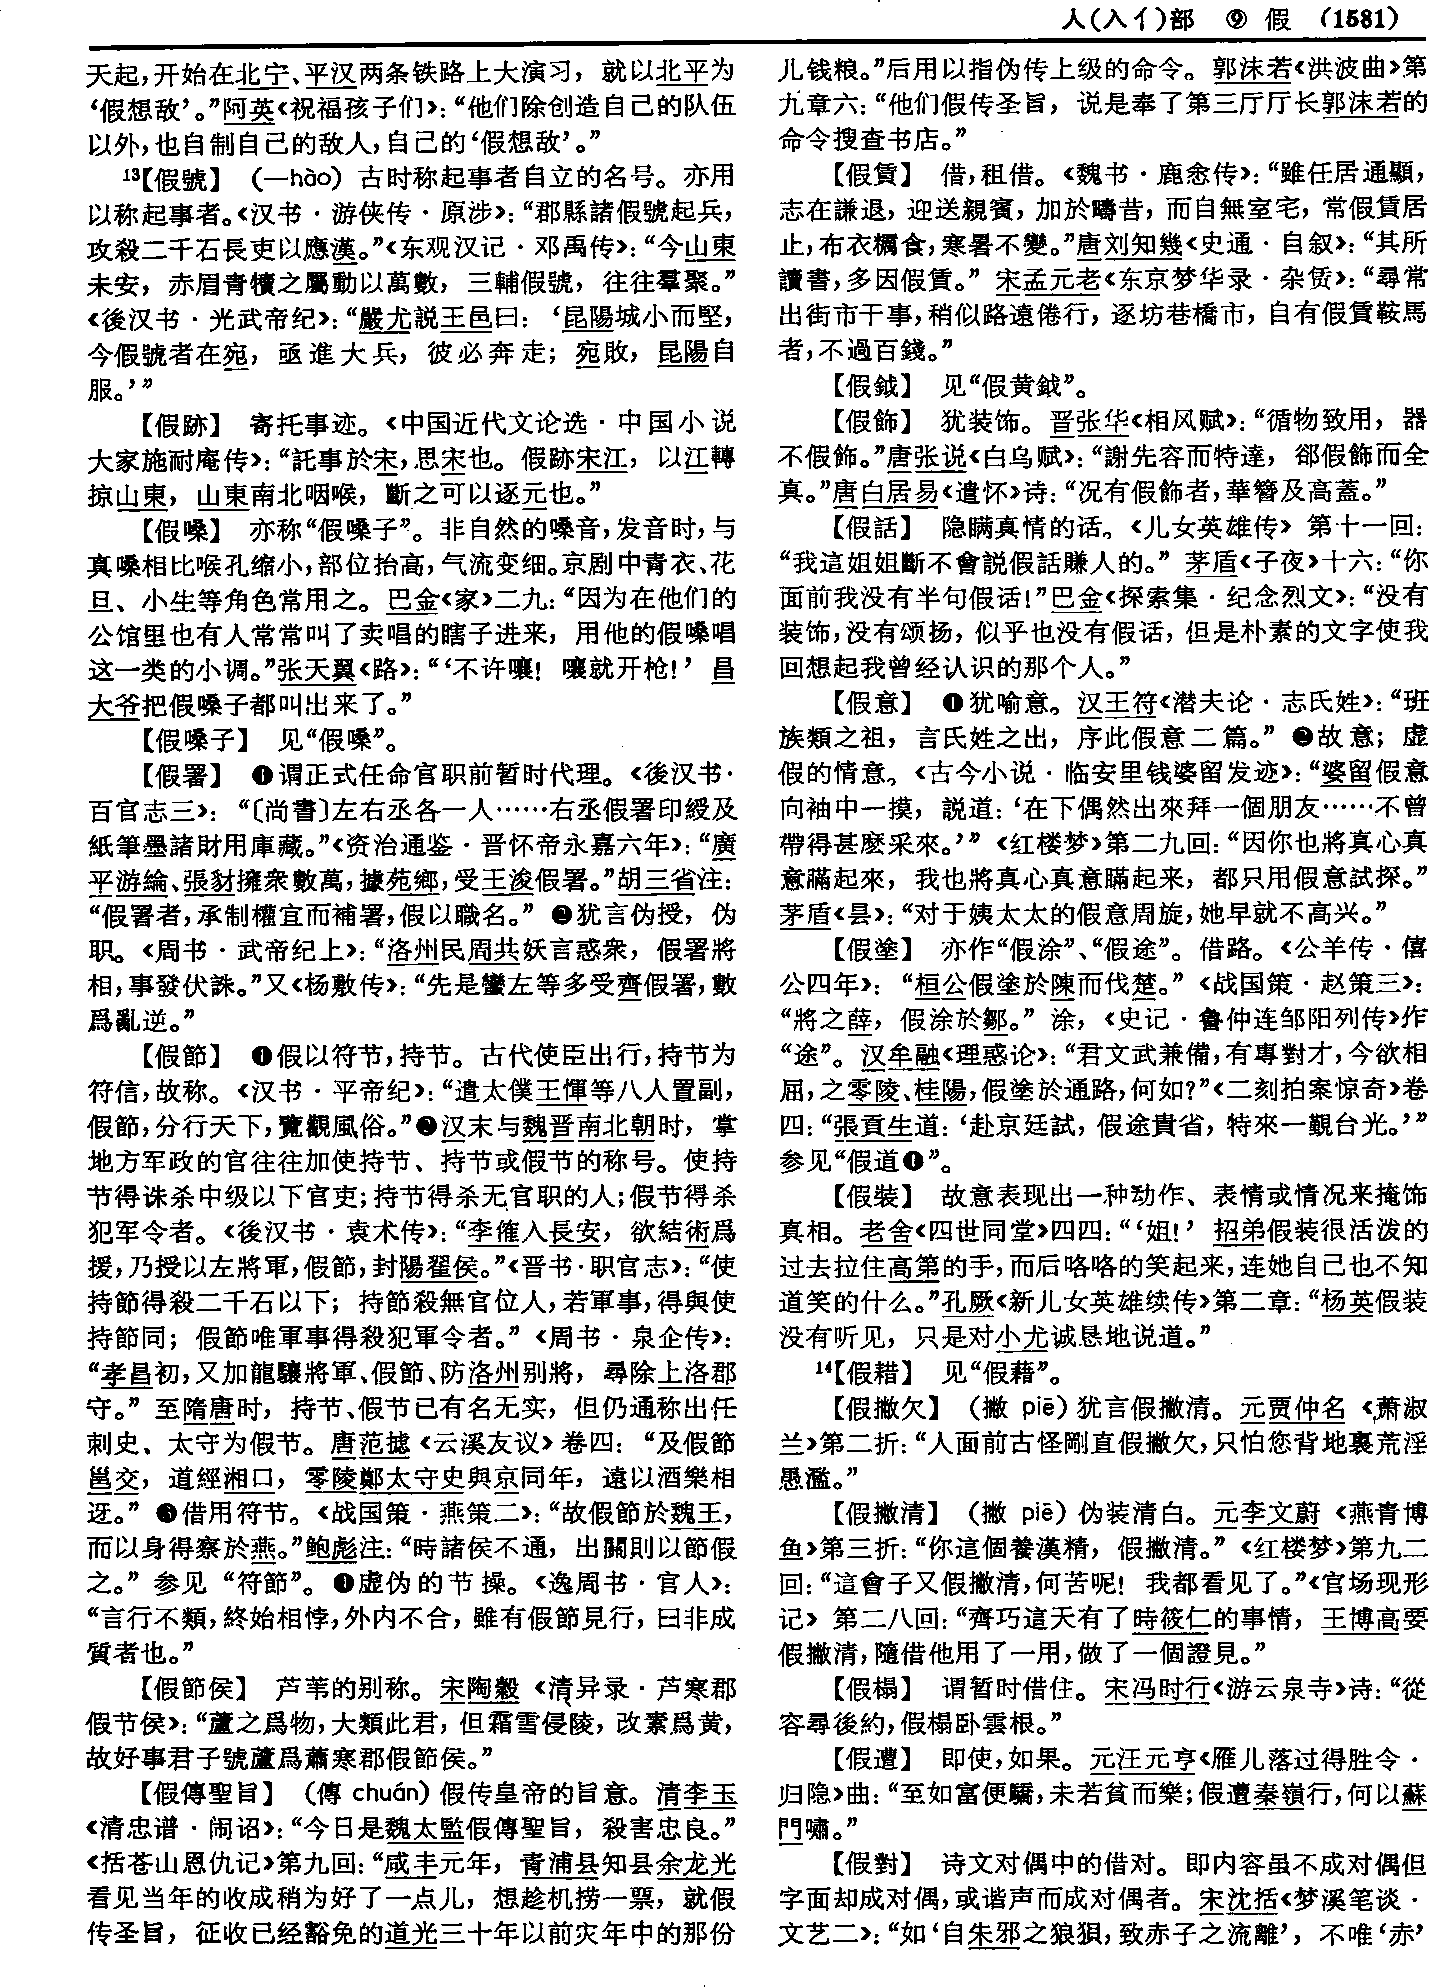 人(入亻)部 ⑨ 假 (1581)
天起，开始在北宁、平汉两条铁路上大演习，就以北平为
‘假想敌’。”阿英《祝福孩子们》：“他们除创造自己的队伍
以外，也自制自己的敌人，自己的‘假想敌’。”
13【假號】 (—hào) 古时称起事者自立的名号。亦用
以称起事者。《汉书·游侠传·原涉》：“郡縣諸假號起兵，
攻殺二千石長吏以應漢。”《东观汉记·邓禹传》：“今山東
未安，赤眉青犢之屬動以萬數，三輔假號，往往羣聚。”
《後汉书·光武帝纪》：“嚴尤説王邑曰：‘昆陽城小而堅，
今假號者在宛，亟進大兵，彼必奔走；宛敗，昆陽自
服。’”
【假跡】 寄托事迹。《中国近代文论选·中国小说
大家施耐庵传》：“託事於宋，思宋也。假跡宋江，以江轉
掠山東，山東南北咽喉，斷之可以逐元也。”
【假嗓】 亦称“假嗓子”。非自然的嗓音，发音时，与
真嗓相比喉孔缩小，部位抬高，气流变细。京剧中青衣、花
旦、小生等角色常用之。巴金《家》二九：“因为在他们的
公馆里也有人常常叫了卖唱的瞎子进来，用他的假嗓唱
这一类的小调。”张天翼《路》：“‘不许嚷！嚷就开枪！’昌
大爷把假嗓子都叫出来了。”
【假嗓子】 见“假嗓”。
【假署】 ❶谓正式任命官职前暂时代理。《後汉书·
百官志三》：“〔尚書〕左右丞各一人……右丞假署印綬及
紙筆墨諸財用庫藏。”《资治通鉴·晋怀帝永嘉六年》：“廣
平游綸、張豺擁衆數萬，據苑鄉，受王浚假署。”胡三省注：
“假署者，承制權宜而補署，假以職名。”❷犹言伪授，伪
职。《周书·武帝纪上》：“洛州民周共妖言惑衆，假署將
相，事發伏誅。”又《杨敷传》：“先是蠻左等多受齊假署，數
爲亂逆。”
【假節】 ❶假以符节，持节。古代使臣出行，持节为
符信，故称。《汉书·平帝纪》：“遣太僕王惲等八人置副，
假節，分行天下，覽觀風俗。”❷汉末与魏晋南北朝时，掌
地方军政的官往往加使持节、持节或假节的称号。使持
节得诛杀中级以下官吏；持节得杀无官职的人；假节得杀
犯军令者。《後汉书·袁术传》：“李傕入長安，欲結術爲
援，乃授以左將軍，假節，封陽翟侯。”《晋书·职官志》：“使
持節得殺二千石以下；持節殺無官位人，若軍事，得與使
持節同；假節唯軍事得殺犯軍令者。”《周书·泉企传》：
“孝昌初，又加龍驤將軍、假節、防洛州别將，尋除上洛郡
守。”至隋唐时，持节、假节已有名无实，但仍通称出任
刺史、太守为假节。唐范摅《云溪友议》卷四：“及假節
邕交，道經湘口，零陵鄭太守史與京同年，遠以酒樂相
迓。”❸借用符节。《战国策·燕策二》：“故假節於魏王，
而以身得察於燕。”鲍彪注：“時諸侯不通，出關則以節假
之。”参见“符節”。❹虚伪的节操。《逸周书·官人》：
“言行不類，終始相悖，外内不合，雖有假節見行，曰非成
質者也。”
【假節侯】 芦苇的别称。宋陶穀《清异录·芦寒郡
假节侯》：“蘆之爲物，大類此君，但霜雪侵陵，改素爲黄，
故好事君子號蘆爲蕭寒郡假節侯。”
【假傳聖旨】 (傳 chuán) 假传皇帝的旨意。清李玉
《清忠谱·闹诏》：“今日是魏太監假傳聖旨，殺害忠良。”
《括苍山恩仇记》第九回：“咸丰元年，青浦县知县余龙光
看见当年的收成稍为好了一点儿，想趁机捞一票，就假
传圣旨，征收已经豁免的道光三十年以前灾年中的那份
儿钱粮。”后用以指伪传上级的命令。郭沫若《洪波曲》第
九章六：“他们假传圣旨，说是奉了第三厅厅长郭沫若的
命令搜查书店。”
【假賃】 借，租借。《魏书·鹿悆传》：“雖任居通顯，
志在謙退，迎送親賓，加於疇昔，而自無室宅，常假賃居
止，布衣糲食，寒暑不變。”唐刘知幾《史通·自叙》：“其所
讀書，多因假賃。”宋孟元老《东京梦华录·杂赁》：“尋常
出街市干事，稍似路遠倦行，逐坊巷橋市，自有假賃鞍馬
者，不過百錢。”
【假鉞】 见“假黄鉞”。
【假飾】 犹装饰。晋张华《相风赋》：“循物致用，器
不假飾。”唐张说《白乌赋》：“謝先容而特達，郤假飾而全
真。”唐白居易《遣怀》诗：“况有假飾者，華簪及高蓋。”
【假話】 隐瞒真情的话。《儿女英雄传》第十一回：
“我這姐姐斷不會説假話賺人的。”茅盾《子夜》十六：“你
面前我没有半句假话！”巴金《探索集·纪念烈文》：“没有
装饰，没有颂扬，似乎也没有假话，但是朴素的文字使我
回想起我曾经认识的那个人。”
【假意】 ❶犹喻意。汉王符《潜夫论·志氏姓》：“班
族類之祖，言氏姓之出，序此假意二篇。”❷故意；虚
假的情意。《古今小说·临安里钱婆留发迹》：“婆留假意
向袖中一摸，説道：‘在下偶然出來拜一個朋友……不曾
帶得甚麽采來。’”《红楼梦》第二九回：“因你也將真心真
意瞞起來，我也將真心真意瞞起来，都只用假意試探。”
茅盾《昙》：“对于姨太太的假意周旋，她早就不高兴。”
【假塗】 亦作“假涂”、“假途”。借路。《公羊传·僖
公四年》：“桓公假塗於陳而伐楚。”《战国策·赵策三》：
“將之薛，假涂於鄒。”涂，《史记·鲁仲连邹阳列传》作
“途”。汉牟融《理惑论》：“君文武兼備，有專對才，今欲相
屈，之零陵、桂陽，假塗於通路，何如？”《二刻拍案惊奇》卷
四：“張貢生道：‘赴京廷試，假途貴省，特來一覲台光。’”
参见“假道❶”。
【假裝】 故意表现出一种动作、表情或情况来掩饰
真相。老舍《四世同堂》四四：“‘姐！’招弟假装很活泼的
过去拉住高第的手，而后咯咯的笑起来，连她自己也不知
道笑的什么。”孔厥《新儿女英雄续传》第二章：“杨英假装
没有听见，只是对小尤诚恳地说道。”
14【假耤】 见“假藉”。
【假撇欠】 (撇 piē) 犹言假撇清。元贾仲名《萧淑
兰》第二折：“人面前古怪剛直假撇欠，只怕您背地裏荒淫
愚濫。”
【假撇清】 (撇 piē) 伪装清白。元李文蔚《燕青博
鱼》第三折：“你這個養漢精，假撇清。”《红楼梦》第九二
回：“這會子又假撇清，何苦呢！我都看见了。”《官场现形
记》第二八回：“齊巧這天有了時筱仁的事情，王博高要
假撇清，隨借他用了一用，做了一個證見。”
【假榻】 谓暂时借住。宋冯时行《游云泉寺》诗：“從
容尋後約，假榻卧雲根。”
【假遭】 即使，如果。元汪元亨《雁儿落过得胜令·
归隐》曲：“至如富便驕，未若貧而樂；假遭秦嶺行，何以蘇
門嘯。”
【假對】 诗文对偶中的借对。即内容虽不成对偶但
字面却成对偶，或谐声而成对偶者。宋沈括《梦溪笔谈·
文艺二》：“如‘自朱邪之狼狽，致赤子之流離’，不唯‘赤’